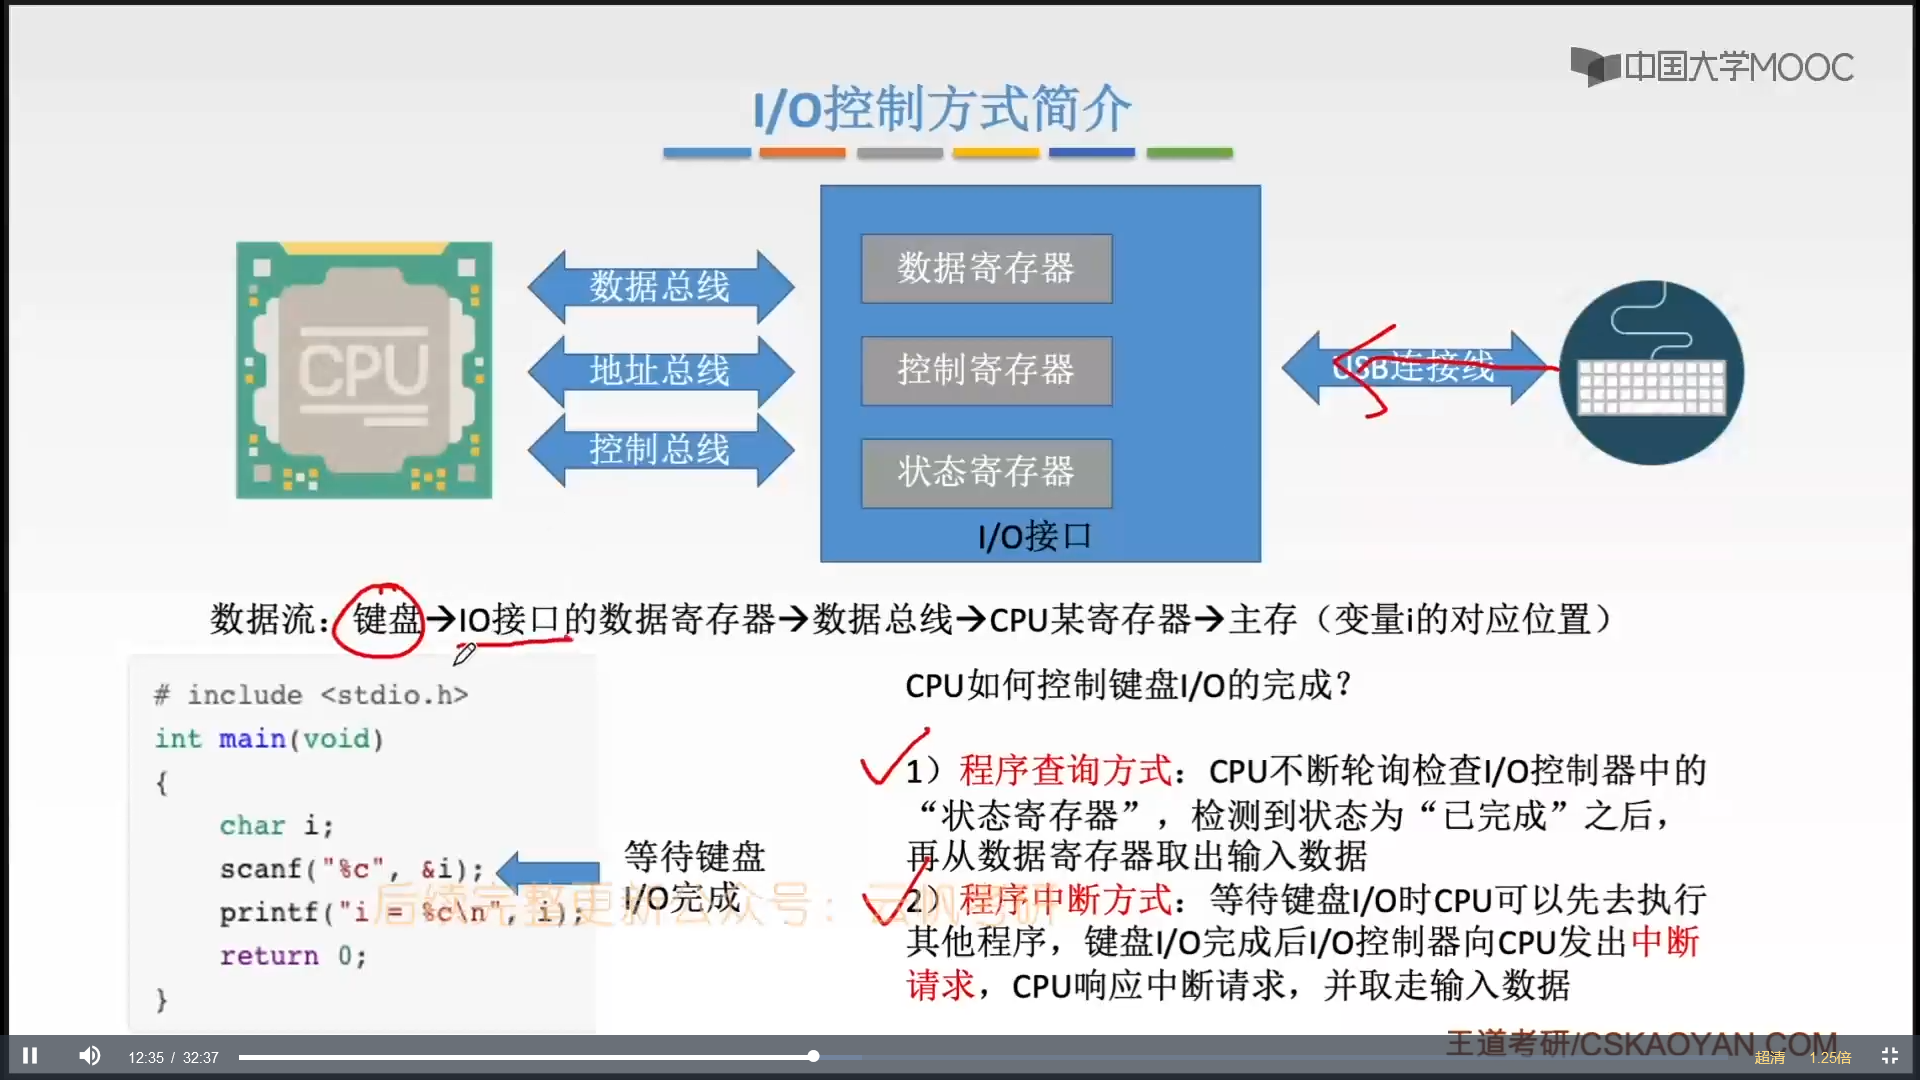 中国大学MOOC
I/O控制方式简介
CPU
数据总线
地址总线
控制总线
数据寄存器
控制寄存器
状态寄存器
I/O接口
USB连接线
数据流：键盘→IO接口的数据寄存器→数据总线→CPU某寄存器→主存（变量i的对应位置）
# include <stdio.h>
int main(void)
{
char i;
scanf("%c", &i);
printf("i = %c\n", i);
return 0;
}
等待键盘
I/O完成
CPU如何控制键盘I/O的完成？
1）程序查询方式：CPU不断轮询检查I/O控制器中的
“状态寄存器”，检测到状态为“已完成”之后，
再从数据寄存器取出输入数据
2）程序中断方式：等待键盘I/O时CPU可以先去执行
其他程序，键盘I/O完成后I/O控制器向CPU发出中断
请求，CPU响应中断请求，并取走输入数据
后续完整更新公众号：云帆考研
王道考研/CSKAOYAN.COM
12:35 / 32:37
超清
1.25倍